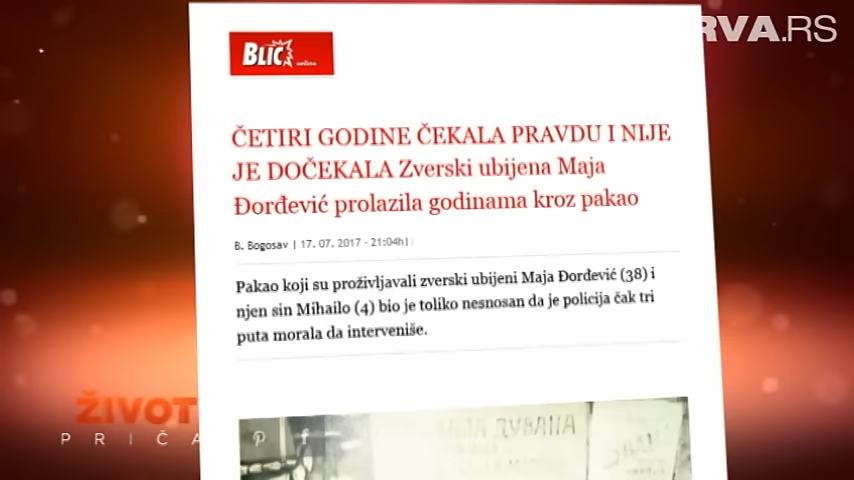 RVA.RS
BLIC online
ČETIRI GODINE ČEKALA PRAVDU I NIJE
JE DOČEKALA Zverski ubijena Maja
Đorđević prolazila godinama kroz pakao
B. Bogosav | 17. 07. 2017 - 21:04h |
Pakao koji su proživljavali zverski ubijeni Maja Đorđević (38) i
njen sin Mihailo (4) bio je toliko nesnosan da je policija čak tri
puta morala da interveniše.
ŽIVOT
PRIČA
ДУВАНА